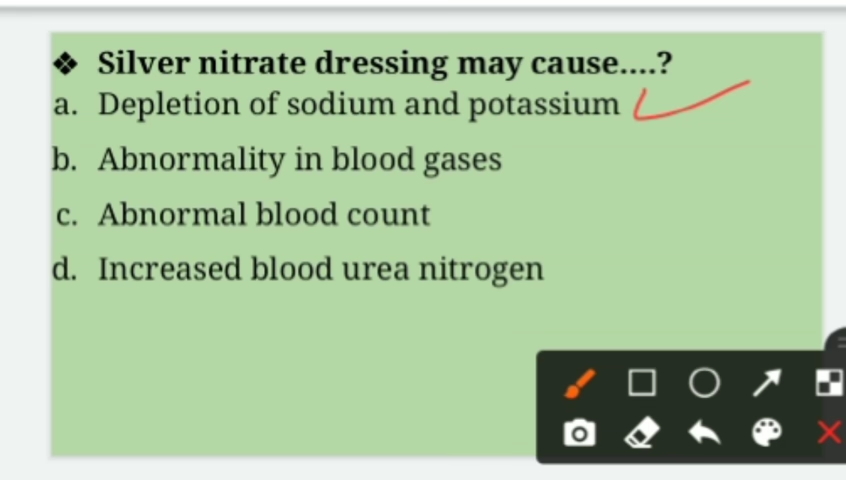 ❖ Silver nitrate dressing may cause....?
a. Depletion of sodium and potassium
b. Abnormality in blood gases
c. Abnormal blood count
d. Increased blood urea nitrogen